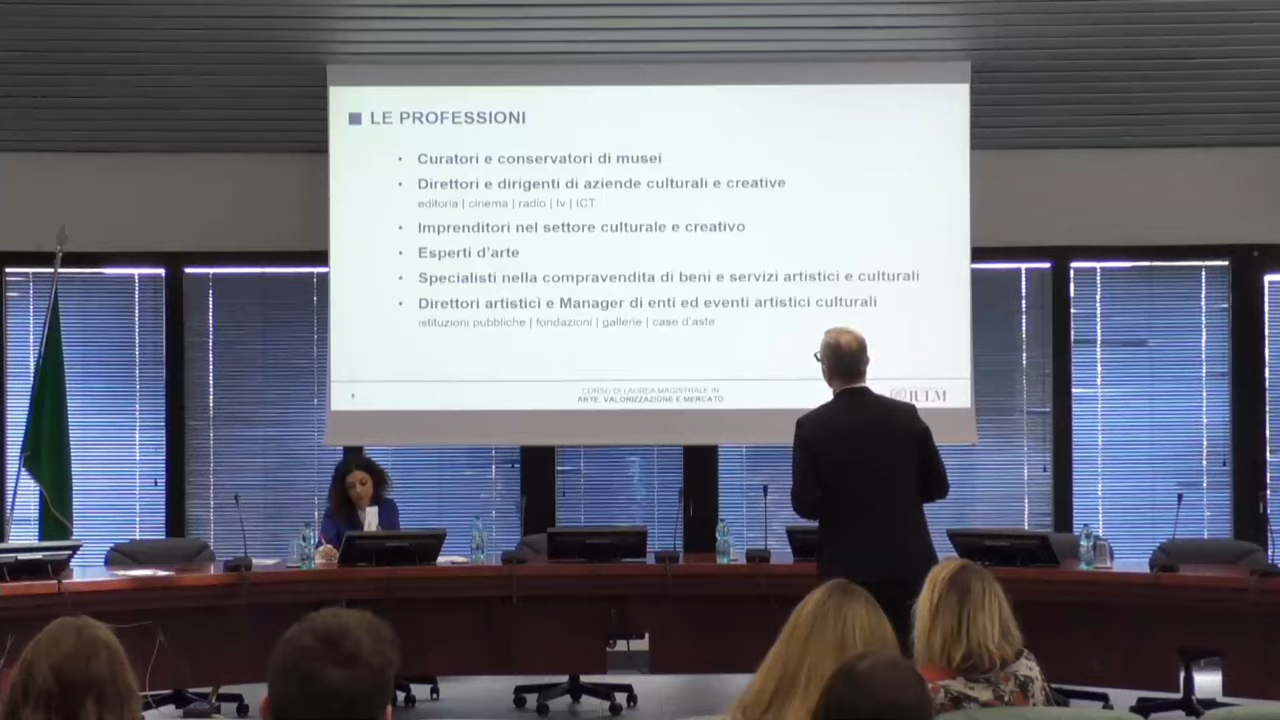 LE PROFESSIONI
• Curatori e conservatori di musei
• Direttori e dirigenti di aziende culturali e creative
editoria | cinema | radio | tv | ICT
• Imprenditori nel settore culturale e creativo
• Esperti d'arte
• Specialisti nella compravendita di beni e servizi artistici e culturali
• Direttori artistici e Manager di enti ed eventi artistici culturali
istituzioni pubbliche | fondazioni | gallerie | case d'aste
CORSO DI LAUREA MAGISTRALE IN
ARTE, VALORIZZAZIONE E MERCATO
IULM